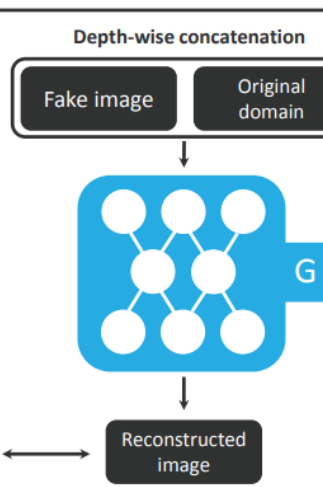 Depth-wise concatenation
Fake image
Original
domain
G
Reconstructed
image